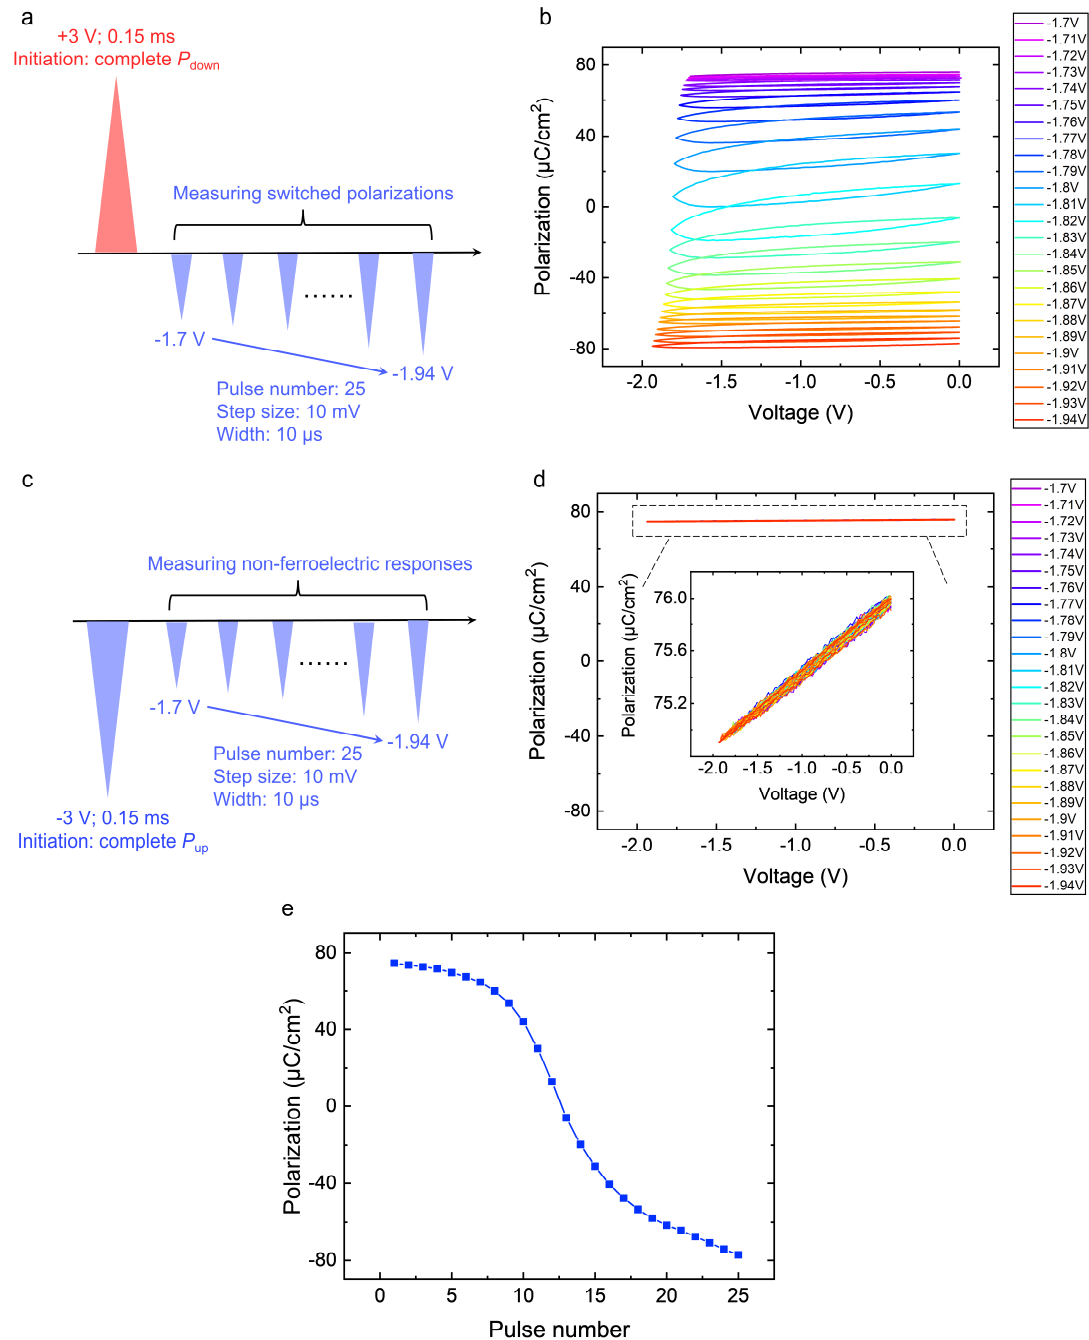 a
+3 V; 0.15 ms
Initiation: complete Pdown
Measuring switched polarizations
......
-1.7 V
-1.94 V
Pulse number: 25
Step size: 10 mV
Width: 10 μs
b
80
40
0
-40
-80
-2.0
-1.5
-1.0
-0.5
0.0
Polarization (μC/cm2)
Voltage (V)
-1.7V
-1.71V
-1.72V
-1.73V
-1.74V
-1.75V
-1.76V
-1.77V
-1.78V
-1.79V
-1.8V
-1.81V
-1.82V
-1.83V
-1.84V
-1.85V
-1.86V
-1.87V
-1.88V
-1.89V
-1.9V
-1.91V
-1.92V
-1.93V
-1.94V
c
Measuring non-ferroelectric responses
......
-1.7 V
-1.94 V
Pulse number: 25
Step size: 10 mV
Width: 10 μs
-3 V; 0.15 ms
Initiation: complete Pup
d
80
40
0
-40
-80
-2.0
-1.5
-1.0
-0.5
0.0
Polarization (μC/cm2)
Voltage (V)
76.0
75.6
75.2
-2.0
-1.5
-1.0
-0.5
0.0
Polarization (μC/cm2)
Voltage (V)
-1.7V
-1.71V
-1.72V
-1.73V
-1.74V
-1.75V
-1.76V
-1.77V
-1.78V
-1.79V
-1.8V
-1.81V
-1.82V
-1.83V
-1.84V
-1.85V
-1.86V
-1.87V
-1.88V
-1.89V
-1.9V
-1.91V
-1.92V
-1.93V
-1.94V
e
80
40
0
-40
-80
0
5
10
15
20
25
Polarization (μC/cm2)
Pulse number